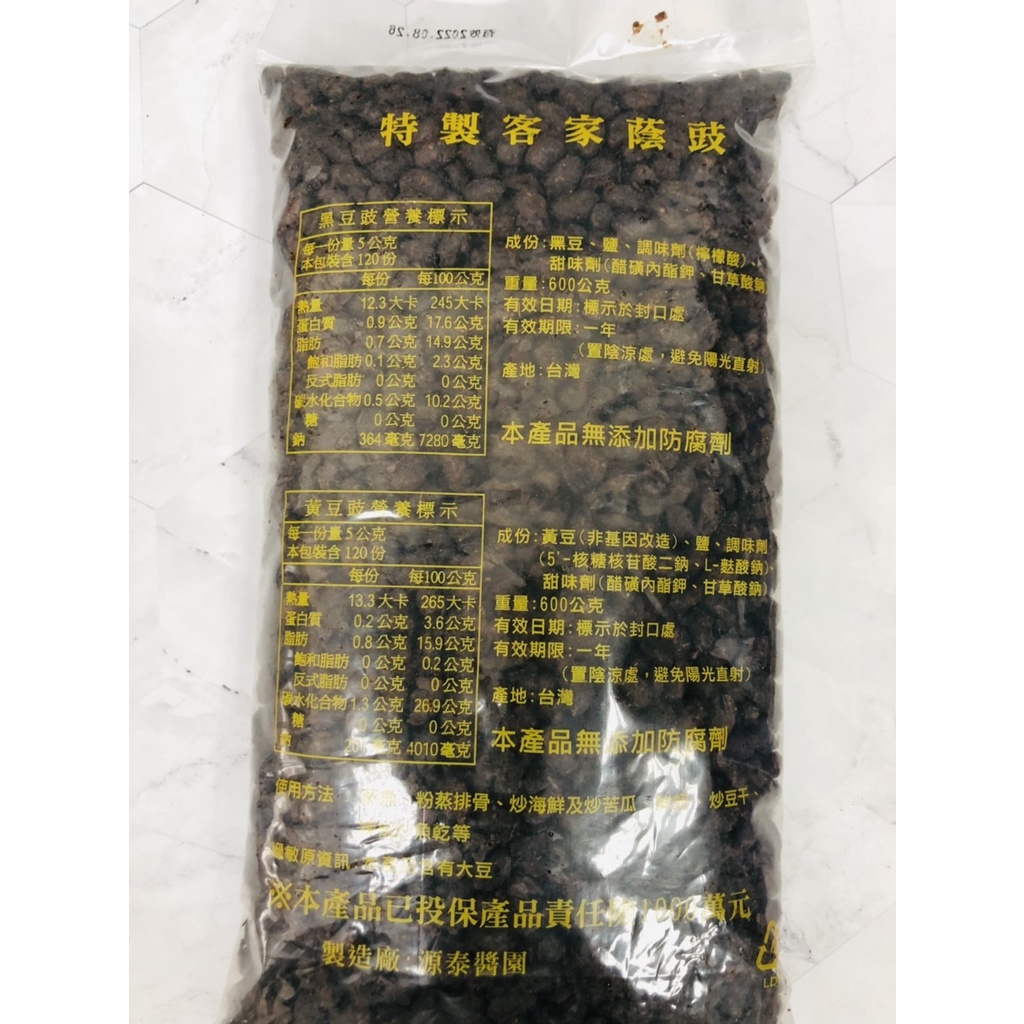 2022.08.26
特製客家蔭豉
黑豆豉營養標示
每一份量5公克
本包裝含120份
每份 每100公克
熱量 12.3大卡 245大卡
蛋白質 0.9公克 17.6公克
脂肪 0.7公克 14.9公克
飽和脂肪 0.1公克 2.3公克
反式脂肪 0公克 0公克
碳水化合物 0.5公克 10.2公克
糖 0公克 0公克
鈉 364毫克 7280毫克
成份:黑豆、鹽、調味劑(檸檬酸)、
甜味劑(醋磺內酯鉀、甘草酸鈉)
重量:600公克
有效日期:標示於封口處
有效期限:一年
(置陰涼處,避免陽光直射)
產地:台灣
本產品無添加防腐劑
黃豆豉營養標示
每一份量5公克
本包裝含120份
每份 每100公克
熱量 13.3大卡 265大卡
蛋白質 0.2公克 3.6公克
脂肪 0.8公克 15.9公克
飽和脂肪 0公克 0.2公克
反式脂肪 0公克 0公克
碳水化合物 1.3公克 26.9公克
糖 0公克 0公克
毫克 4010毫克
成份:黃豆(非基因改造)、鹽、調味劑
(5'-核糖核苷酸二鈉、L-麩酸鈉)、
甜味劑(醋磺內酯鉀、甘草酸鈉)
重量:600公克
有效日期:標示於封口處
有效期限:一年
(置陰涼處,避免陽光直射)
產地:台灣
本產品無添加防腐劑
使用方法 粉蒸排骨、炒海鮮及炒苦瓜 炒豆干、
魚乾等
過敏原資訊 含有大豆
※本產品已投保產品責任 萬元
製造廠:源泰醬園